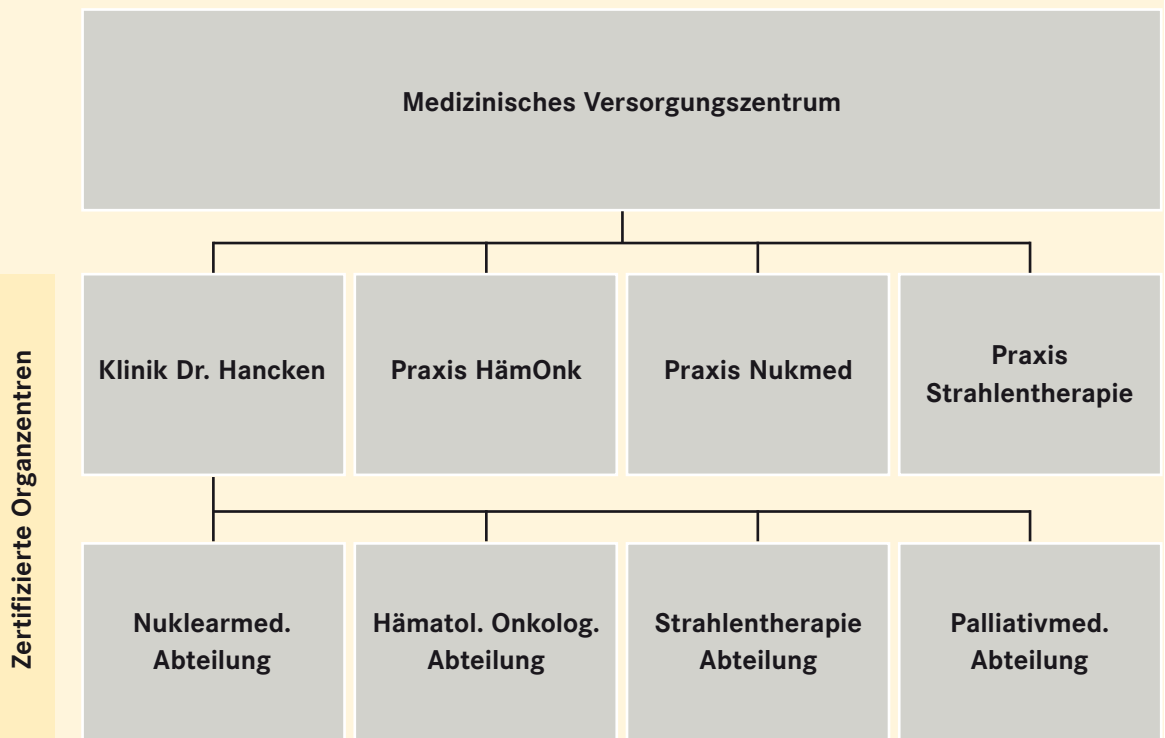 Medizinisches Versorgungszentrum
Zertifizierte Organzentren
Klinik Dr. Hancken
Praxis HämOnk
Praxis Nukmed
Praxis
Strahlentherapie
Nuklearmed.
Abteilung
Hämatol. Onkolog.
Abteilung
Strahlentherapie
Abteilung
Palliativmed.
Abteilung